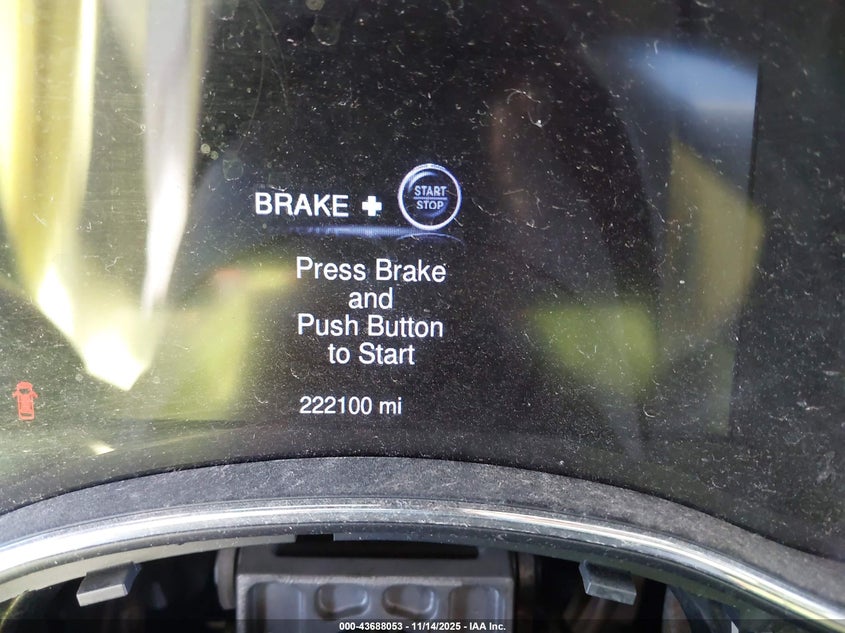 BRAKE + START STOP
Press Brake
and
Push Button
to Start
222100 mi
000-43688053 - 11/14/2025 - IAA Inc.